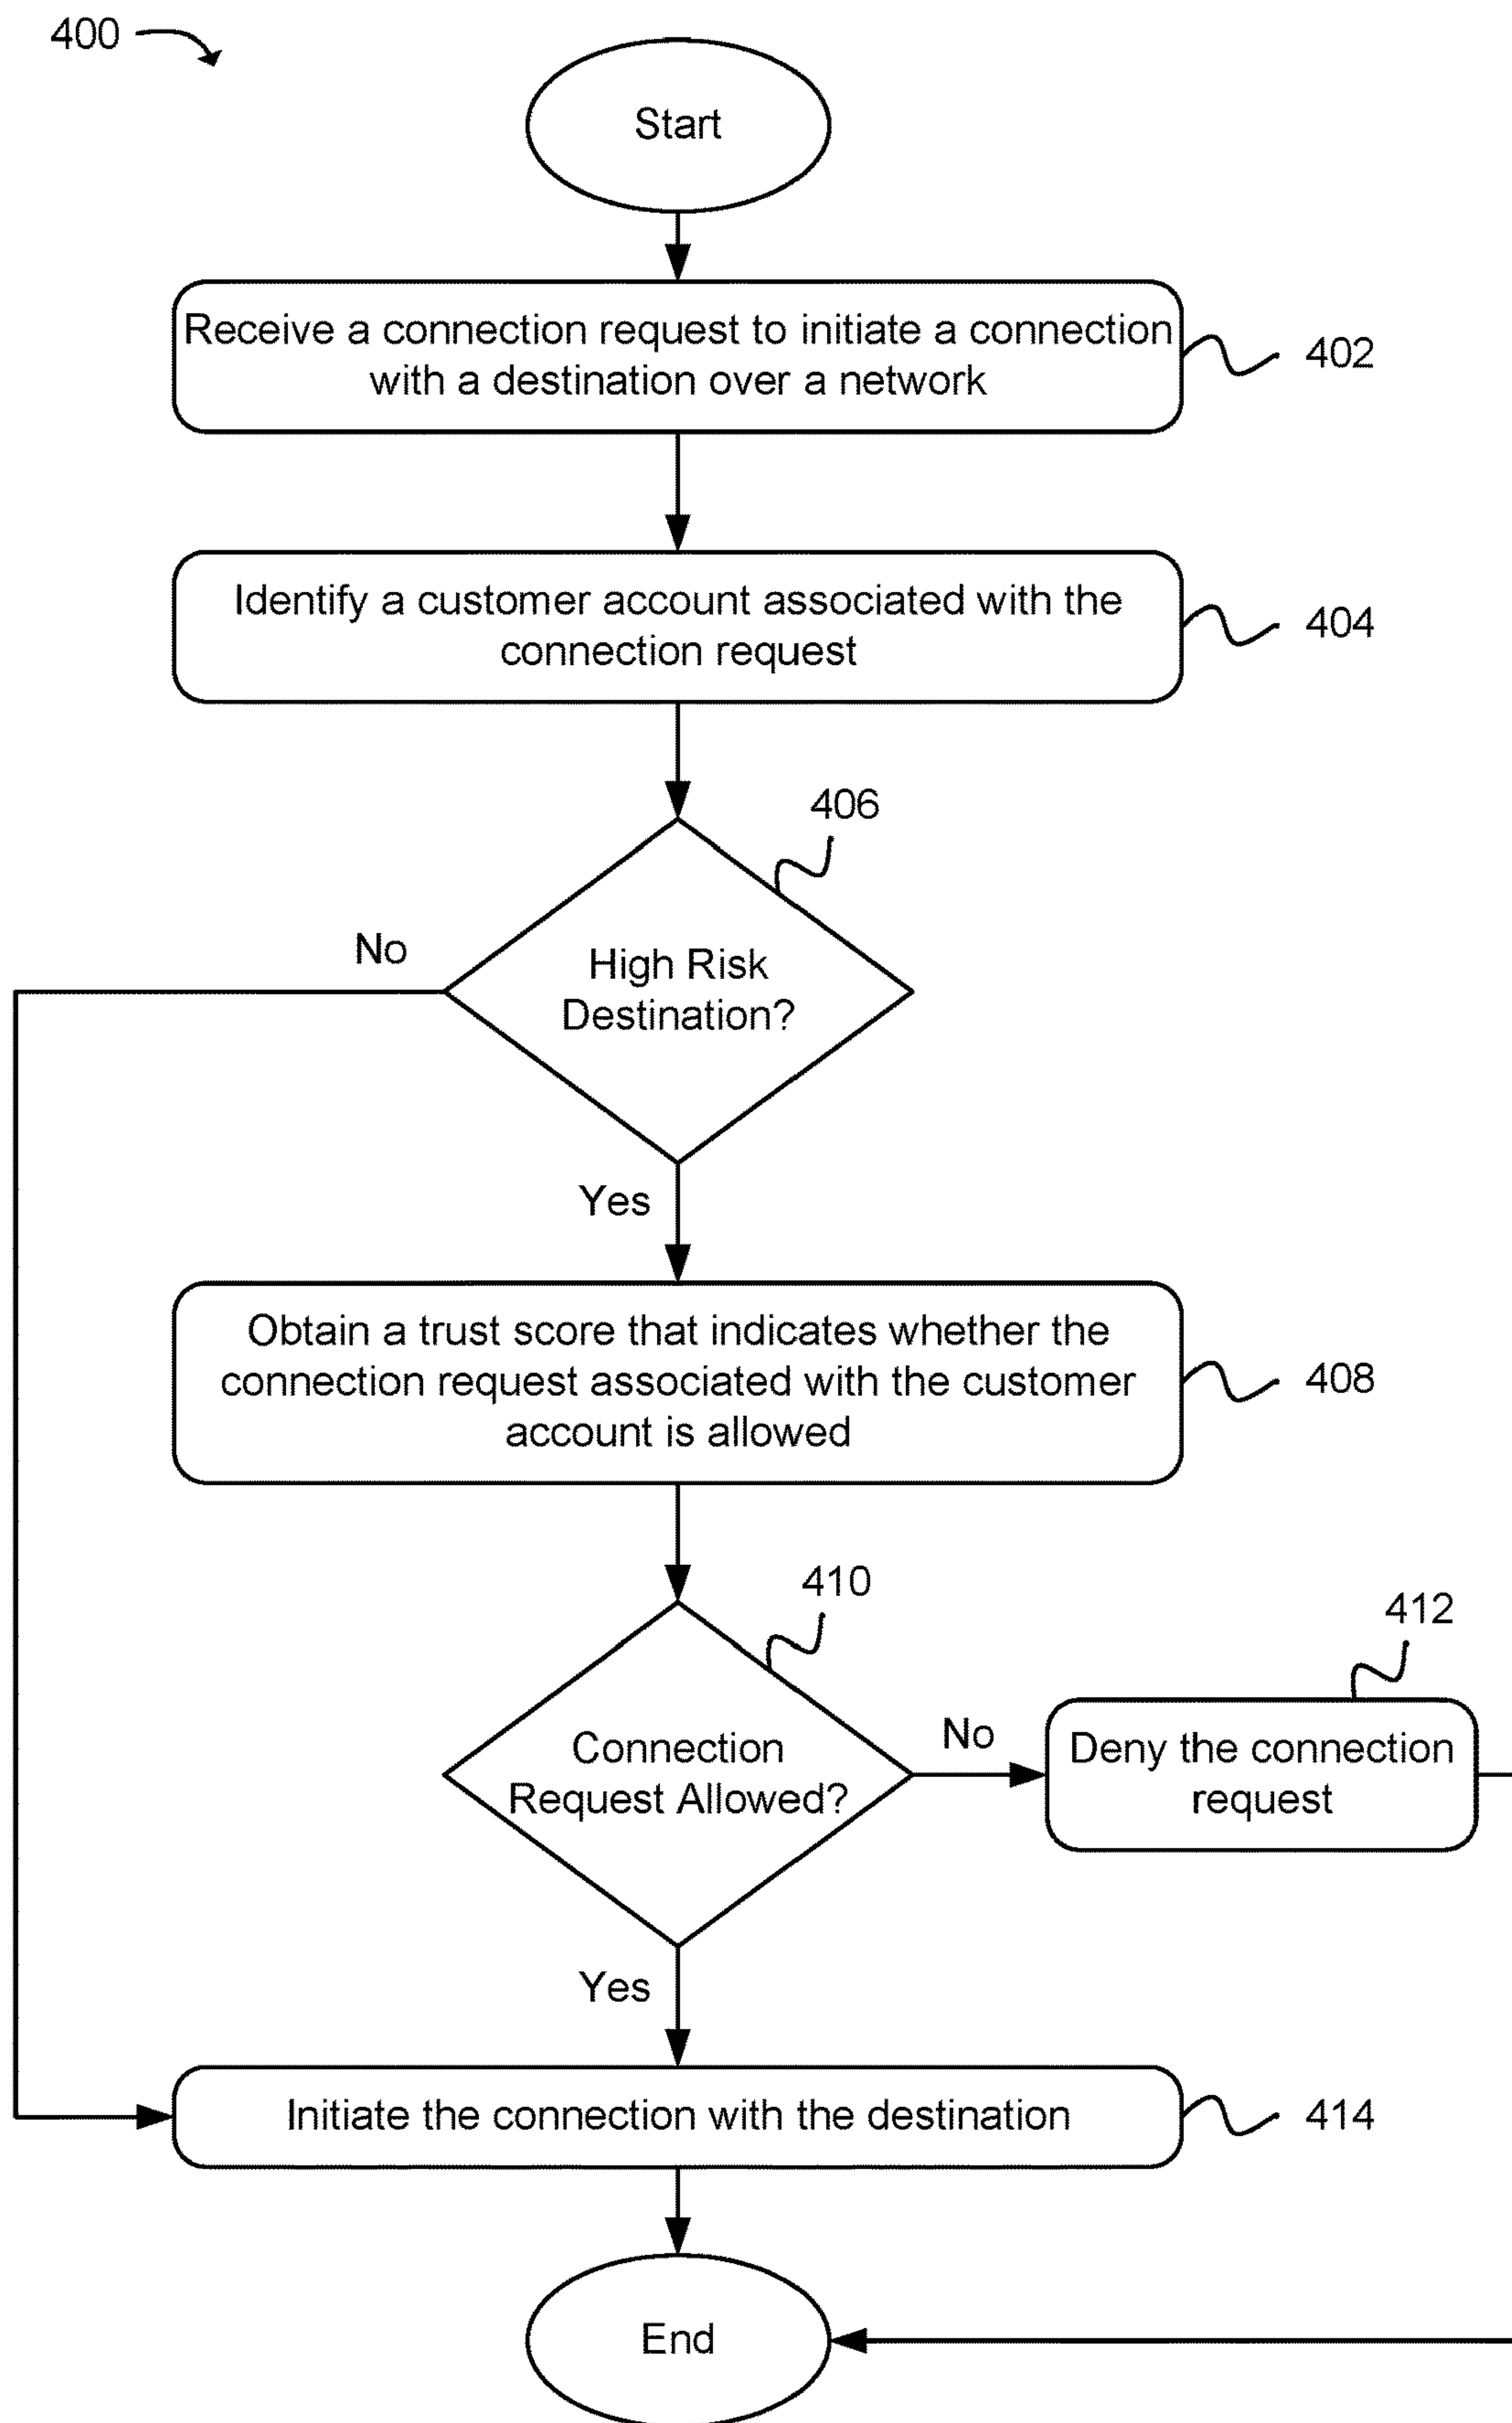 400
Start
Receive a connection request to initiate a connection
with a destination over a network
402
Identify a customer account associated with the
connection request
404
406
High Risk
Destination?
No
Yes
Obtain a trust score that indicates whether the
connection request associated with the customer
account is allowed
408
410
Connection
Request Allowed?
No
412
Deny the connection
request
Yes
Initiate the connection with the destination
414
End